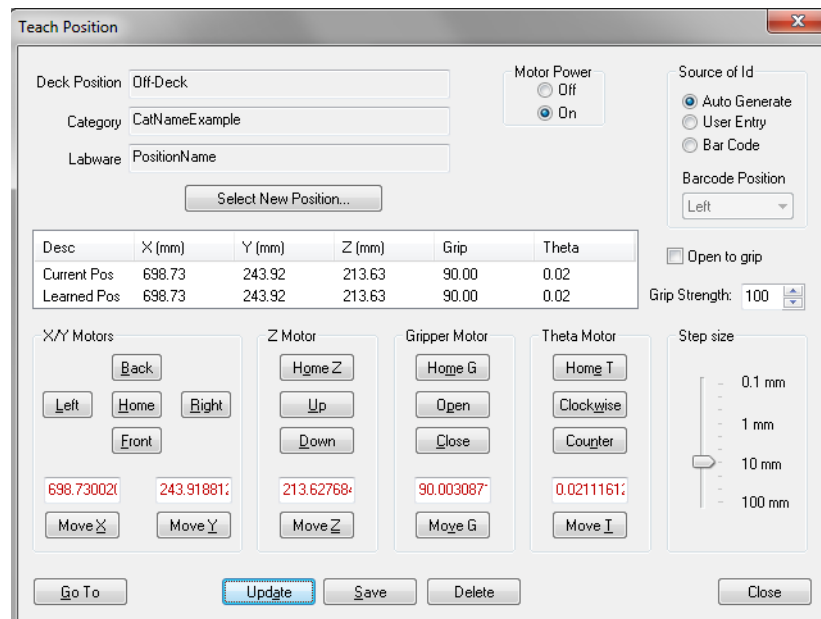 Teach Position
Deck Position Off-Deck
Category CatNameExample
Labware PositionName
Select New Position...
Motor Power
Off
On
Source of Id
Auto Generate
User Entry
Bar Code
Barcode Position
Left
Desc X (mm) Y (mm) Z (mm) Grip Theta
Current Pos 698.73 243.92 213.63 90.00 0.02
Learned Pos 698.73 243.92 213.63 90.00 0.02
Open to grip
Grip Strength: 100
X/Y Motors
Back
Left Home Right
Front
698.73002( 243.918812
Move X Move Y
Z Motor
Home Z
Up
Down
213.62768
Move Z
Gripper Motor
Home G
Open
Close
90.003087
Move G
Theta Motor
Home T
Clockwise
Counter
0.02111612
Move T
Step size
0.1 mm
1 mm
10 mm
100 mm
Go To Update Save Delete Close